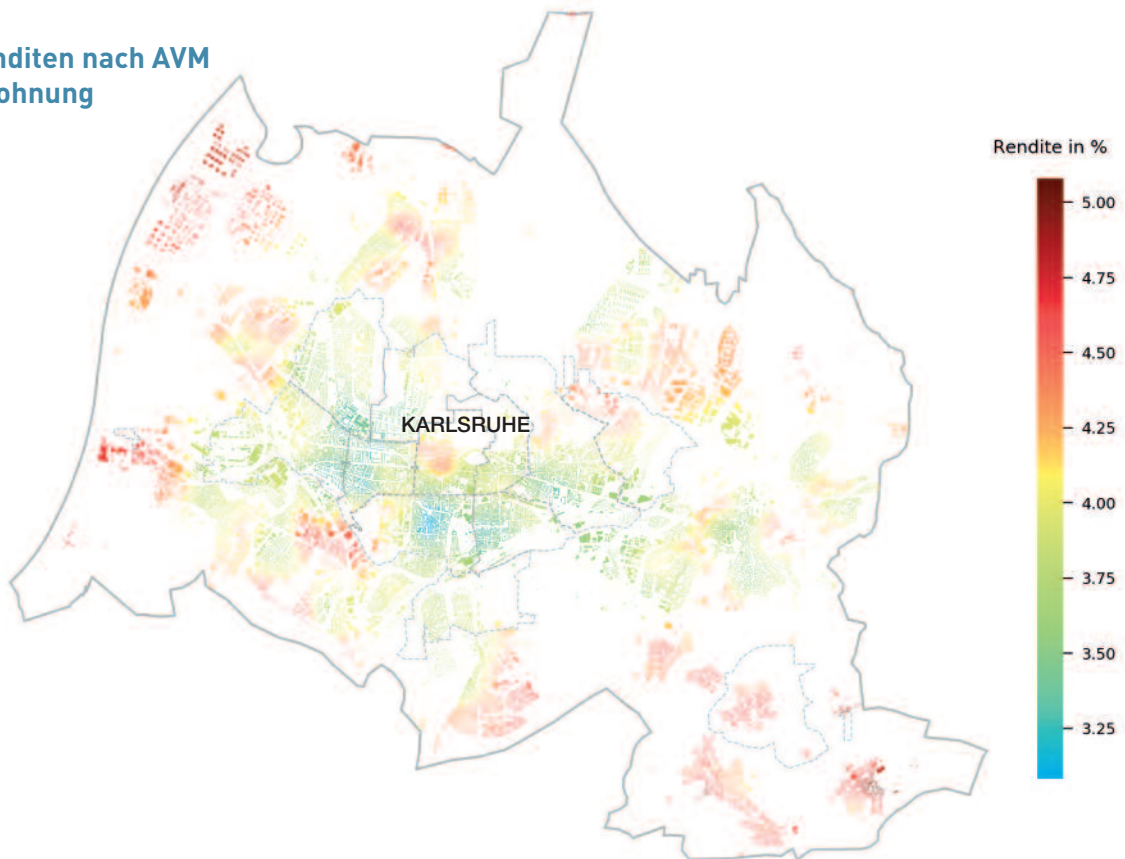 nditen nach AVM
ohnung
Rendite in %
5.00
4.75
4.50
KARLSRUHE
4.25
4.00
3.75
3.50
3.25